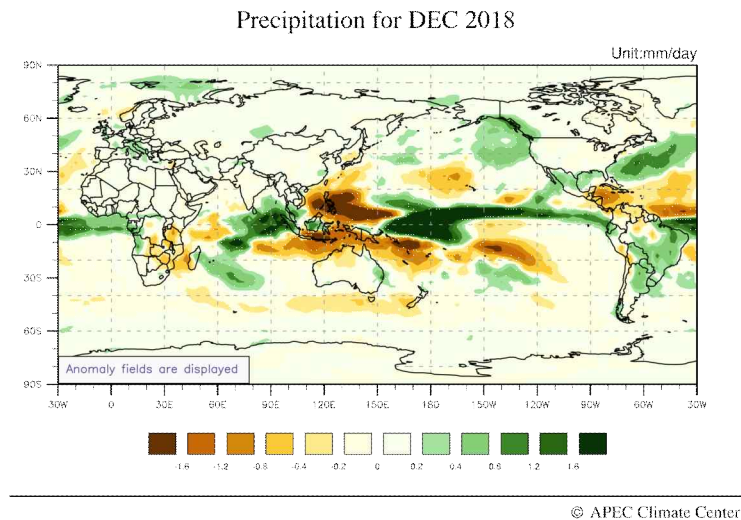 Precipitation for DEC 2018
Unit:mm/day
90N
60N
30N
0
30S
60S
90S
Anomaly fields are displayed
30W 0 30E 60E 90E 120E 150E 180 150W 120W 90W 60W 30W
-1.6 -1.2 -0.8 -0.4 -0.2 0 0.2 0.4 0.8 1.2 1.6
© APEC Climate Center